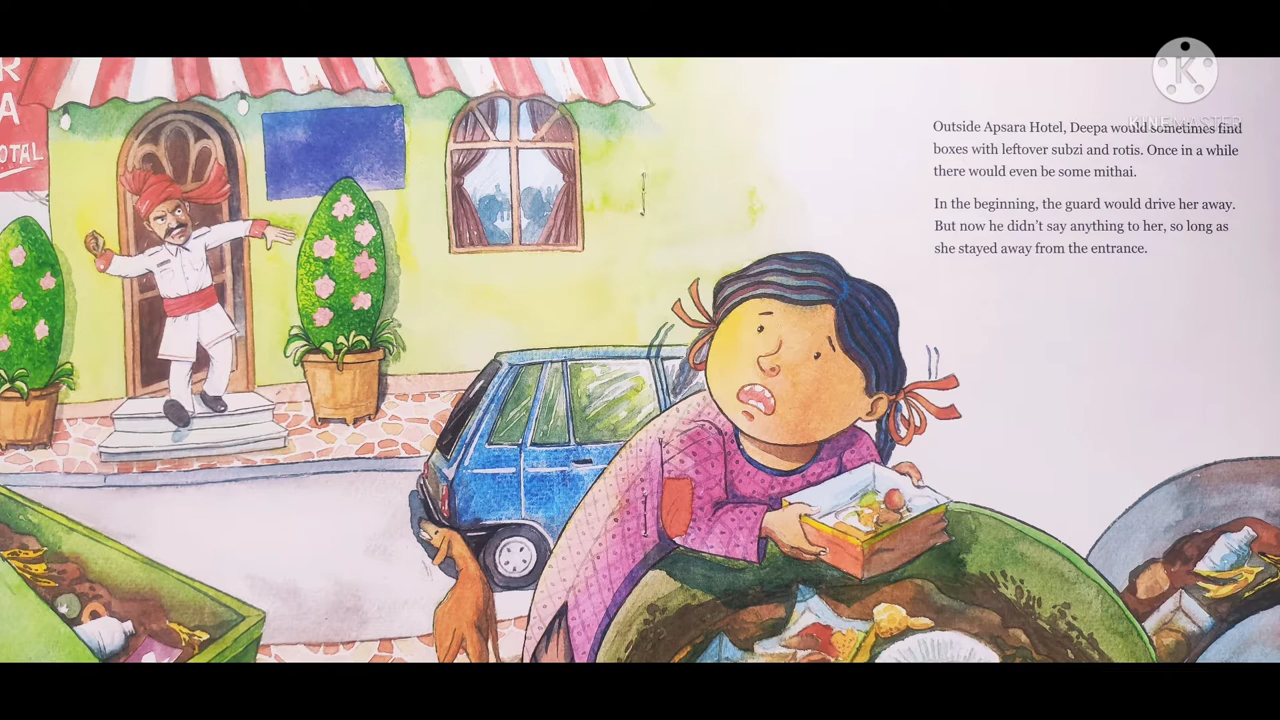 R
A
OTAL
K
KINEMASTER
Outside Apsara Hotel, Deepa would sometimes find
boxes with leftover subzi and rotis. Once in a while
there would even be some mithai.
In the beginning, the guard would drive her away.
But now he didn't say anything to her, so long as
she stayed away from the entrance.